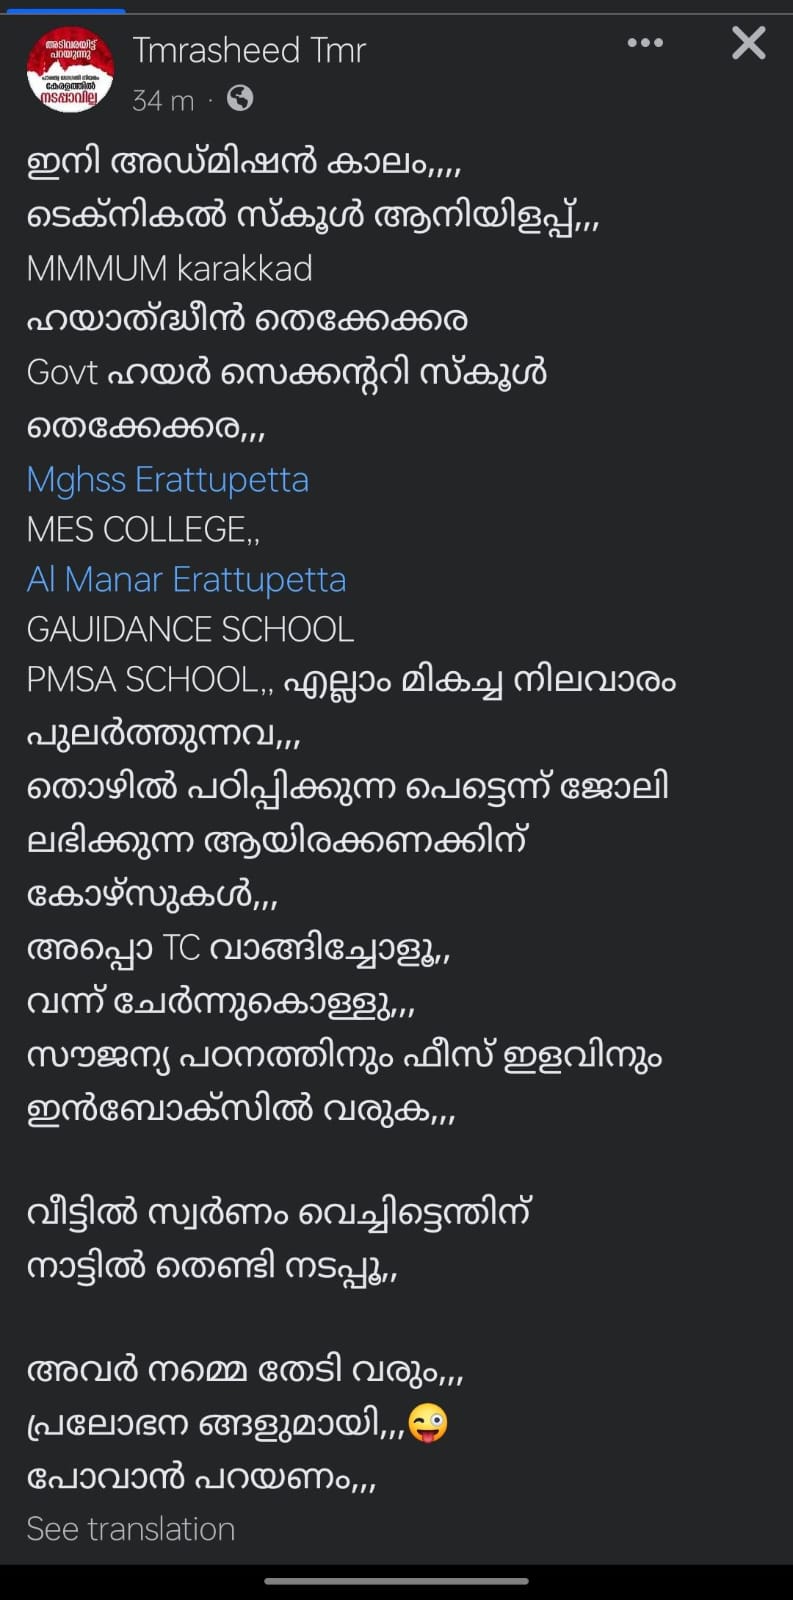 അടിവരയിട്ട്
പറയുന്നു
കേരളത്തിൽ
നടപ്പാവില്ല
Tmrasheed Tmr
34 m ·
ഇനി അഡ്മിഷൻ കാലം,,,,
ടെക്നികൽ സ്കൂൾ ആനിയിളപ്പ്,,,
MMMUM karakkad
ഹയാത്ദ്ധീൻ തെക്കേക്കര
Govt ഹയർ സെക്കന്ററി സ്കൂൾ
തെക്കേക്കര,,,
Mghss Erattupetta
MES COLLEGE,,
Al Manar Erattupetta
GAUIDANCE SCHOOL
PMSA SCHOOL,, എല്ലാം മികച്ച നിലവാരം
പുലർത്തുന്നവ,,,
തൊഴിൽ പഠിപ്പിക്കുന്ന പെട്ടെന്ന് ജോലി
ലഭിക്കുന്ന ആയിരക്കണക്കിന്
കോഴ്സുകൾ,,,
അപ്പൊ TC വാങ്ങിച്ചോളൂ,,
വന്ന് ചേർന്നുകൊള്ളു,,,
സൗജന്യ പഠനത്തിനും ഫീസ് ഇളവിനും
ഇൻബോക്സിൽ വരുക,,,
വീട്ടിൽ സ്വർണം വെച്ചിട്ടെന്തിന്
നാട്ടിൽ തെണ്ടി നടപ്പൂ,,
അവർ നമ്മെ തേടി വരും,,,
പ്രലോഭന ങ്ങളുമായി,,,😜
പോവാൻ പറയണം,,,
See translation